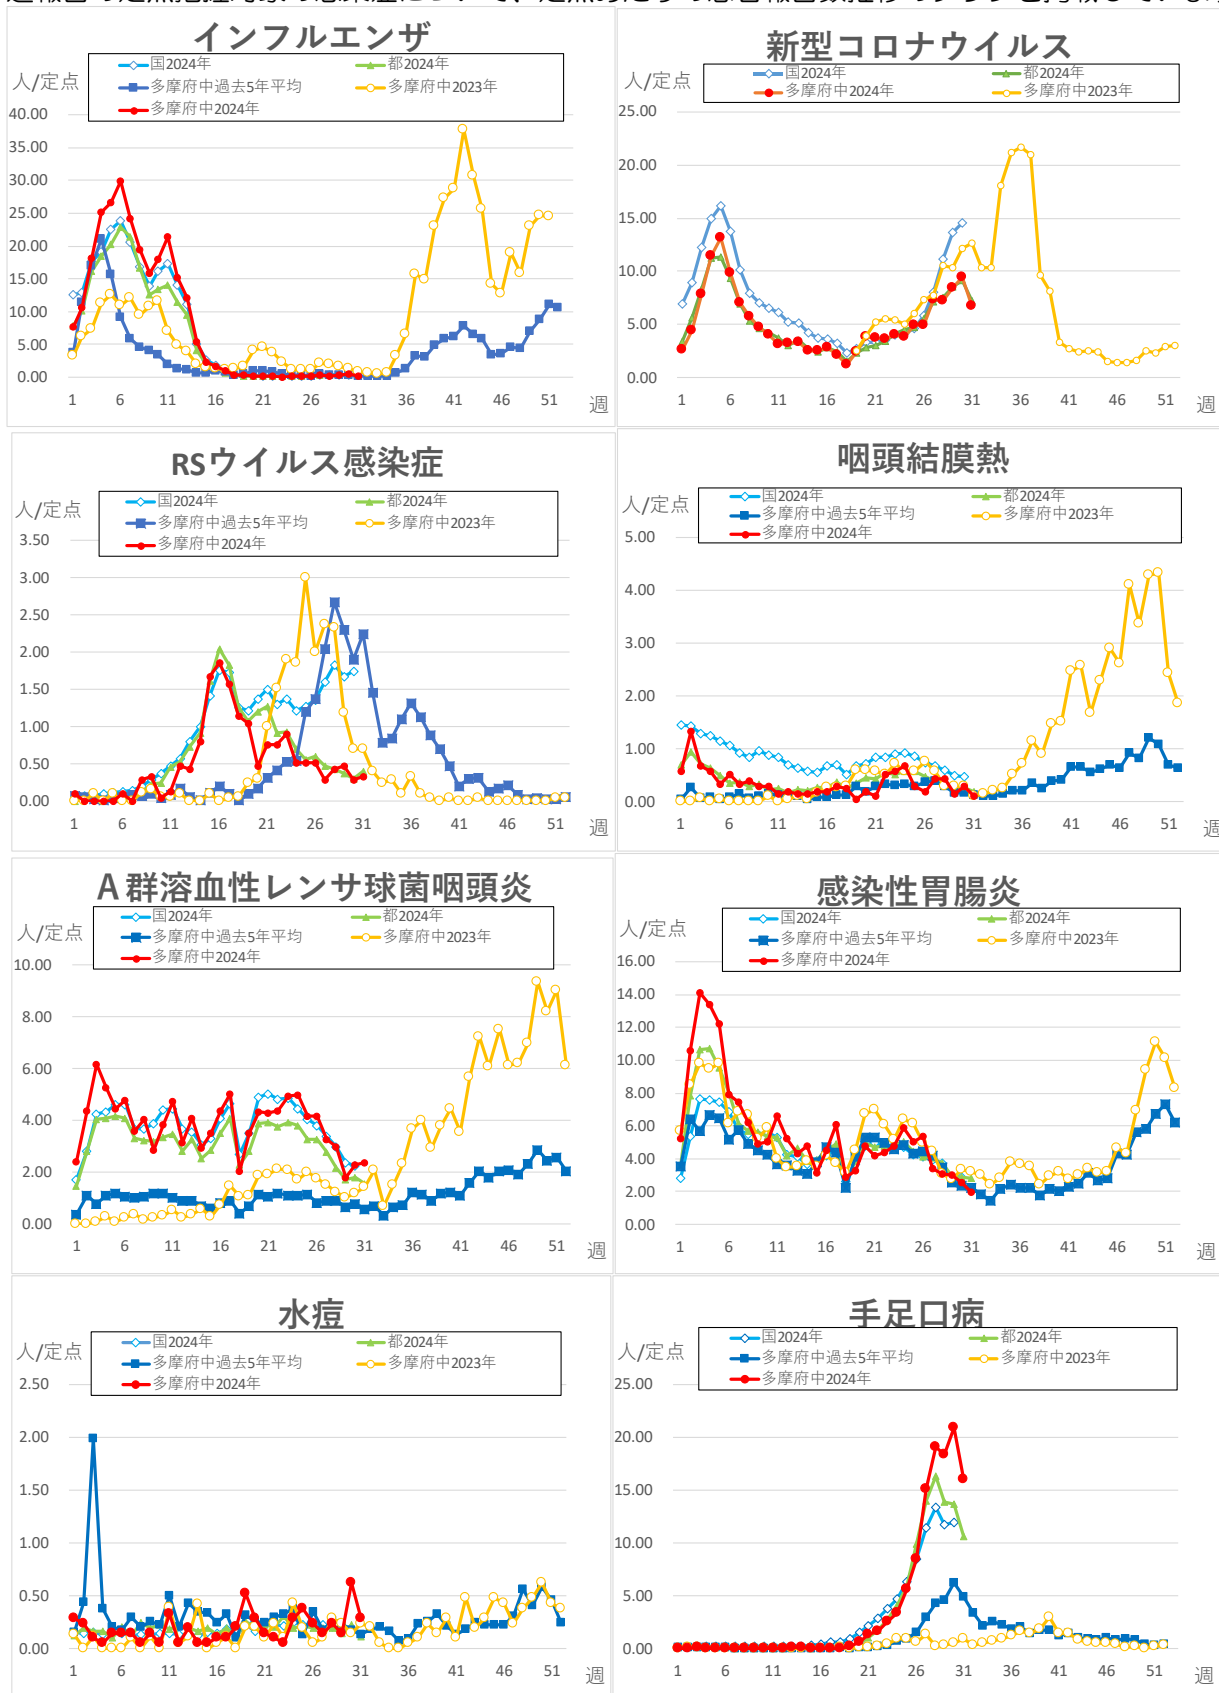 インフルエンザ
人/定点
国2024年
都2024年
多摩府中過去5年平均
多摩府中2023年
多摩府中2024年
40.00
35.00
30.00
25.00
20.00
15.00
10.00
5.00
0.00
1 6 11 16 21 26 31 36 41 46 51 週
新型コロナウイルス
人/定点
国2024年
都2024年
多摩府中2024年
多摩府中2023年
25.00
20.00
15.00
10.00
5.00
0.00
1 6 11 16 21 26 31 36 41 46 51 週
RSウイルス感染症
人/定点
国2024年
都2024年
多摩府中過去5年平均
多摩府中2023年
多摩府中2024年
3.50
3.00
2.50
2.00
1.50
1.00
0.50
0.00
1 6 11 16 21 26 31 36 41 46 51 週
咽頭結膜熱
人/定点
国2024年
都2024年
多摩府中過去5年平均
多摩府中2023年
多摩府中2024年
5.00
4.00
3.00
2.00
1.00
0.00
1 6 11 16 21 26 31 36 41 46 51 週
A群溶血性レンサ球菌咽頭炎
人/定点
国2024年
都2024年
多摩府中過去5年平均
多摩府中2023年
多摩府中2024年
10.00
8.00
6.00
4.00
2.00
0.00
1 6 11 16 21 26 31 36 41 46 51 週
感染性胃腸炎
人/定点
国2024年
都2024年
多摩府中過去5年平均
多摩府中2023年
多摩府中2024年
16.00
14.00
12.00
10.00
8.00
6.00
4.00
2.00
0.00
1 6 11 16 21 26 31 36 41 46 51 週
水痘
人/定点
国2024年
都2024年
多摩府中過去5年平均
多摩府中2023年
多摩府中2024年
2.50
2.00
1.50
1.00
0.50
0.00
1 6 11 16 21 26 31 36 41 46 51 週
手足口病
人/定点
国2024年
都2024年
多摩府中過去5年平均
多摩府中2023年
多摩府中2024年
25.00
20.00
15.00
10.00
5.00
0.00
1 6 11 16 21 26 31 36 41 46 51 週